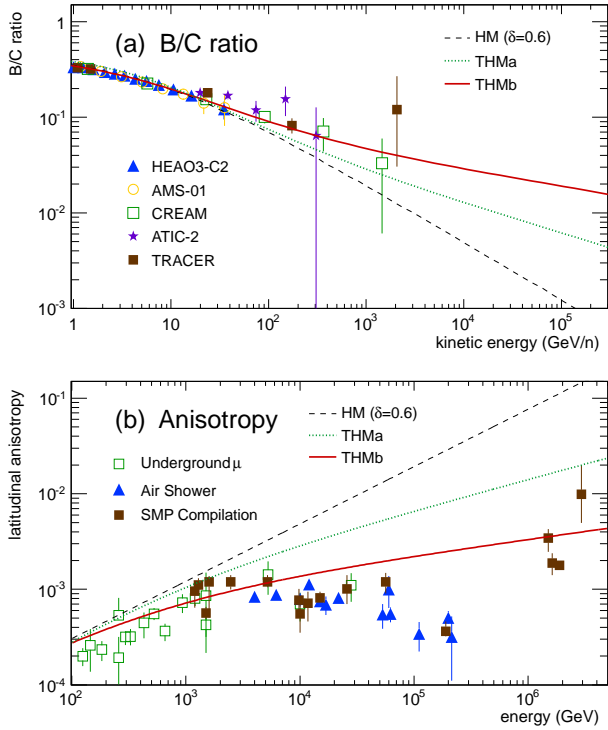 (a) B/C ratio
HM (δ=0.6)
THMa
THMb
B/C ratio
1
10⁻¹
10⁻²
10⁻³
HEAO3-C2
AMS-01
CREAM
ATIC-2
TRACER
1 10 10² 10³ 10⁴ 10⁵
kinetic energy (GeV/n)
(b) Anisotropy
HM (δ=0.6)
THMa
THMb
latitudinal anisotropy
10⁻¹
10⁻²
10⁻³
10⁻⁴
Underground μ
Air Shower
SMP Compilation
10² 10³ 10⁴ 10⁵ 10⁶
energy (GeV)